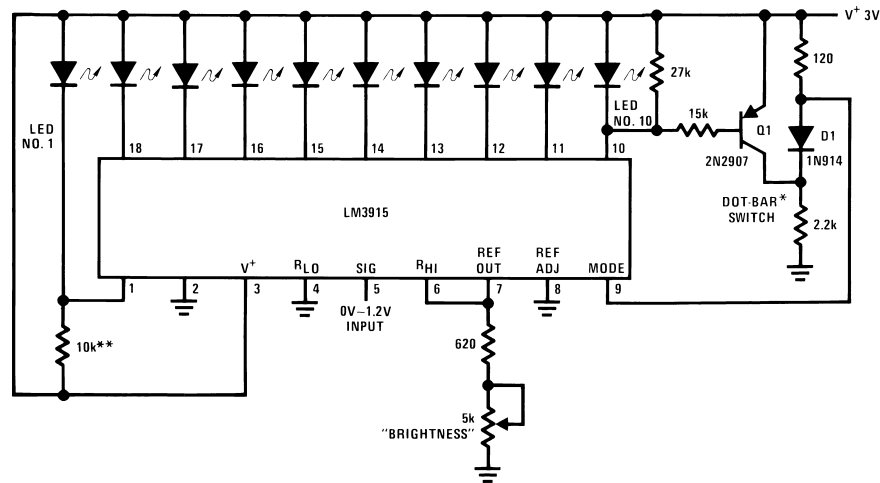 V+ 3V
27k
120
LED
NO. 1
LED
NO. 10
15k
Q1
2N2907
D1
1N914
18 17 16 15 14 13 12 11 10
DOT-BAR*
SWITCH
2.2k
LM3915
V+ RLO SIG RHI REF
OUT REF
ADJ MODE
1 2 3 4 5 6 7 8 9
0V–1.2V
INPUT
10k**
620
5k
"BRIGHTNESS"